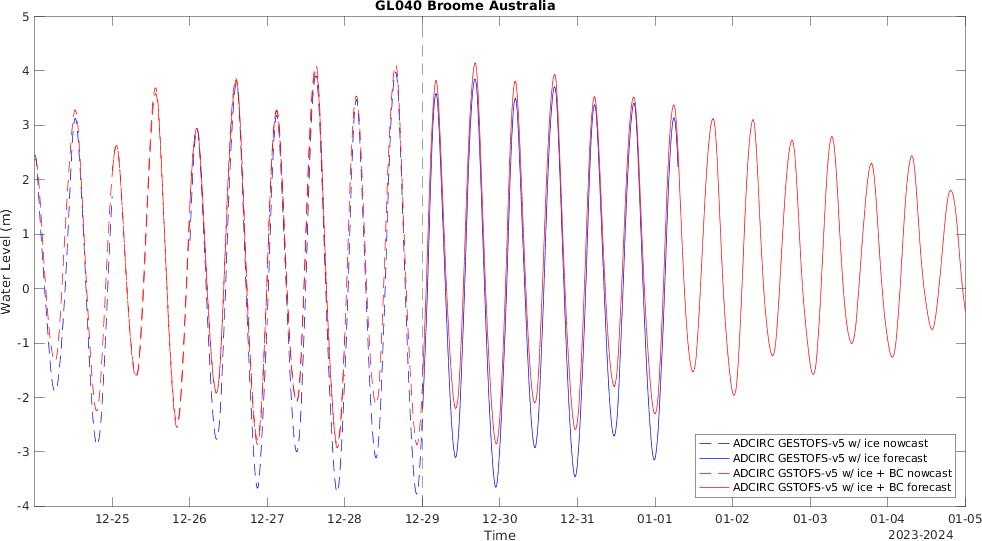 GL040 Broome Australia
5
4
3
2
1
0
-1
-2
-3
-4
Water Level (m)
12-25 12-26 12-27 12-28 12-29 12-30 12-31 01-01 01-02 01-03 01-04 01-05
Time
2023-2024
ADCIRC GESTOFS-v5 w/ ice nowcast
ADCIRC GESTOFS-v5 w/ ice forecast
ADCIRC GSTOFS-v5 w/ ice + BC nowcast
ADCIRC GSTOFS-v5 w/ ice + BC forecast